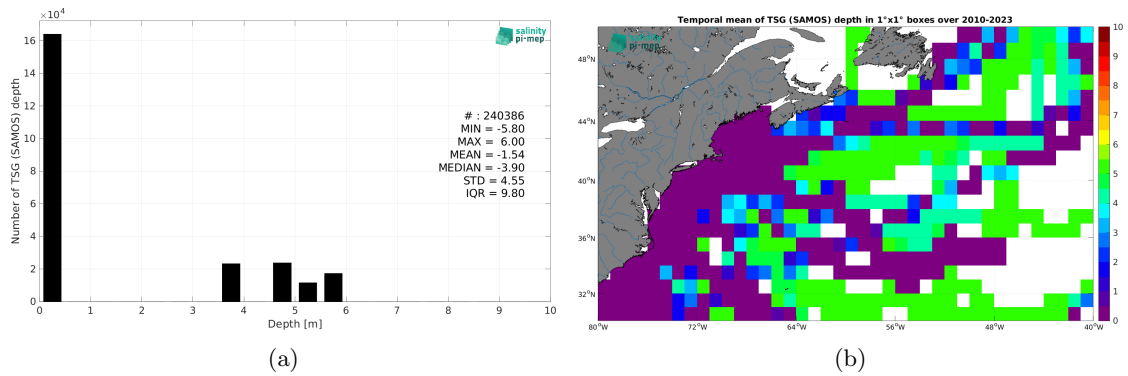 ×10⁴
16
14
12
10
8
6
4
2
0
0 1 2 3 4 5 6 7 8 9 10
Number of TSG (SAMOS) depth
Depth [m]
salinity
pi-mep
# : 240386
MIN = -5.80
MAX = 6.00
MEAN = -1.54
MEDIAN = -3.90
STD = 4.55
IQR = 9.80
(a)
Temporal mean of TSG (SAMOS) depth in 1°x1° boxes over 2010-2023
salinity
pi-mep
48°N
44°N
40°N
36°N
32°N
80°W 72°W 64°W 56°W 48°W 40°W
10
9
8
7
6
5
4
3
2
1
0
(b)